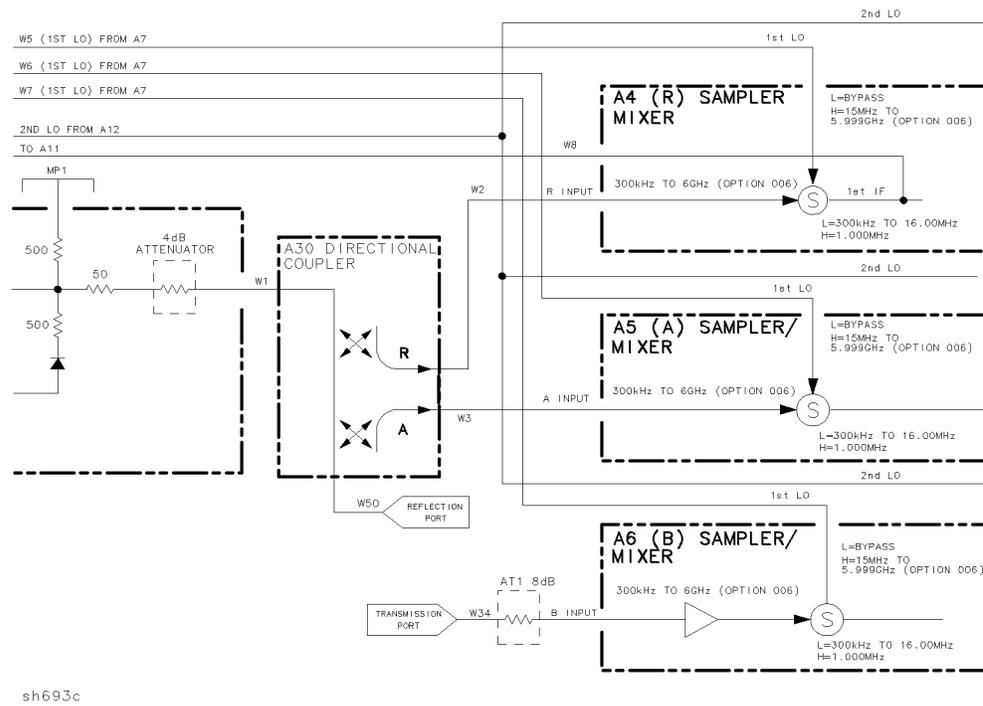 2nd LO
W5 (1ST LO) FROM A7
1st LO
W6 (1ST LO) FROM A7
W7 (1ST LO) FROM A7
A4 (R) SAMPLER
MIXER
L=BYPASS
H=15MHz TO
5.999GHz (OPTION 006)
2ND LO FROM A12
TO A11
W8
MP1
W2
R INPUT
300kHz TO 6GHz (OPTION 006)
S
1st IF
L=300kHz TO 16.00MHz
H=1.000MHz
500
4dB
ATTENUATOR
A30 DIRECTIONAL
COUPLER
50
W1
2nd LO
1st LO
500
A5 (A) SAMPLER/
MIXER
L=BYPASS
H=15MHz TO
5.999GHz (OPTION 006)
R
A INPUT
300kHz TO 6GHz (OPTION 006)
S
W3
A
L=300kHz TO 16.00MHz
H=1.000MHz
2nd LO
1st LO
W50
REFLECTION
PORT
A6 (B) SAMPLER/
MIXER
L=BYPASS
H=15MHz TO
5.999GHz (OPTION 006)
AT1 8dB
300kHz TO 6GHz (OPTION 006)
TRANSMISSION
PORT
W34
B INPUT
S
L=300kHz TO 16.00MHz
H=1.000MHz
sh693c